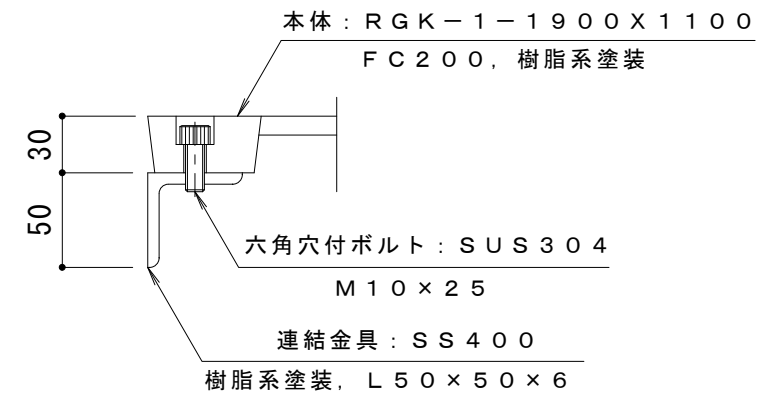 本体：ＲＧＫ－１－１９００Ｘ１１００
ＦＣ２００，樹脂系塗装
30
50
六角穴付ボルト：ＳＵＳ３０４
Ｍ１０×２５
連結金具：ＳＳ４００
樹脂系塗装，Ｌ５０×５０×６